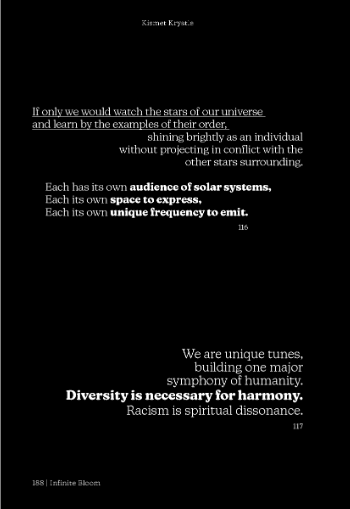 Kismet Kryatis
If only we would watch the stars of our universe
and learn by the examples of their order,
shining brightly as an individual
without projecting in conflict with the
other stars surrounding.
Each has its own audience of solar systems,
Each its own space to express,
Each its own unique frequency to emit.
116
We are unique tunes,
building one major
symphony of humanity.
Diversity is necessary for harmony.
Racism is spiritual dissonance.
117
188 | Infinite Bloom